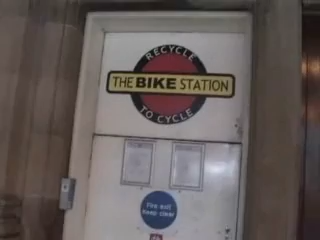 RECYCLE
THE BIKE STATION
TO CYCLE
Fire exit
Keep clear